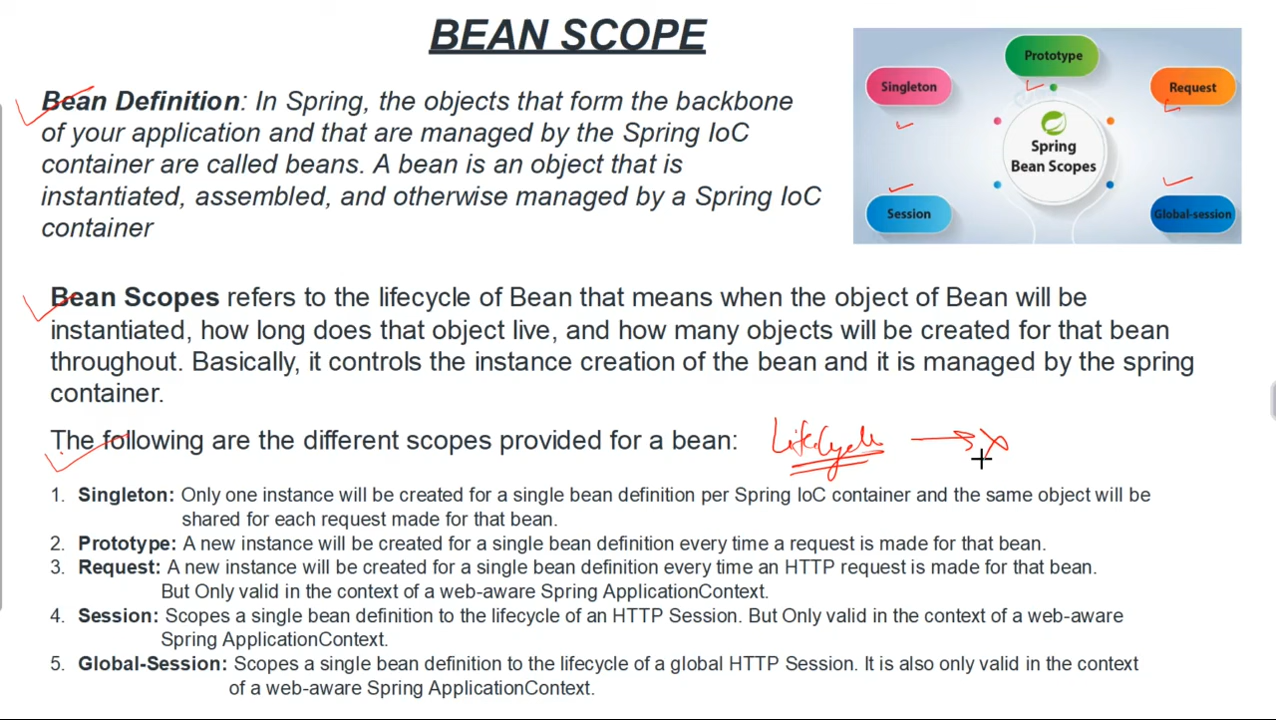 BEAN SCOPE
Bean Definition: In Spring, the objects that form the backbone
of your application and that are managed by the Spring IoC
container are called beans. A bean is an object that is
instantiated, assembled, and otherwise managed by a Spring IoC
container
Prototype
Singleton
Request
Spring
Bean Scopes
Session
Global-session
Bean Scopes refers to the lifecycle of Bean that means when the object of Bean will be
instantiated, how long does that object live, and how many objects will be created for that bean
throughout. Basically, it controls the instance creation of the bean and it is managed by the spring
container.
The following are the different scopes provided for a bean:
Lifecycle
1. Singleton: Only one instance will be created for a single bean definition per Spring IoC container and the same object will be
shared for each request made for that bean.
2. Prototype: A new instance will be created for a single bean definition every time a request is made for that bean.
3. Request: A new instance will be created for a single bean definition every time an HTTP request is made for that bean.
But Only valid in the context of a web-aware Spring ApplicationContext.
4. Session: Scopes a single bean definition to the lifecycle of an HTTP Session. But Only valid in the context of a web-aware
Spring ApplicationContext.
5. Global-Session: Scopes a single bean definition to the lifecycle of a global HTTP Session. It is also only valid in the context
of a web-aware Spring ApplicationContext.